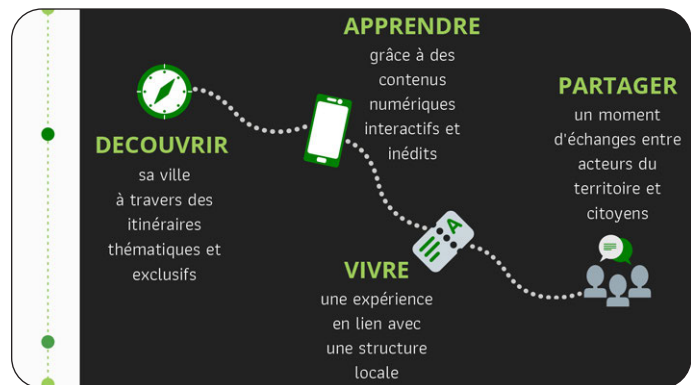 DECOUVRIR
sa ville
à travers des
itinéraires
thématiques et
exclusifs
APPRENDRE
grâce à des
contenus
numériques
interactifs et
inédits
VIVRE
une expérience
en lien avec
une structure
locale
A
PARTAGER
un moment
d'échanges entre
acteurs du
territoire et
citoyens